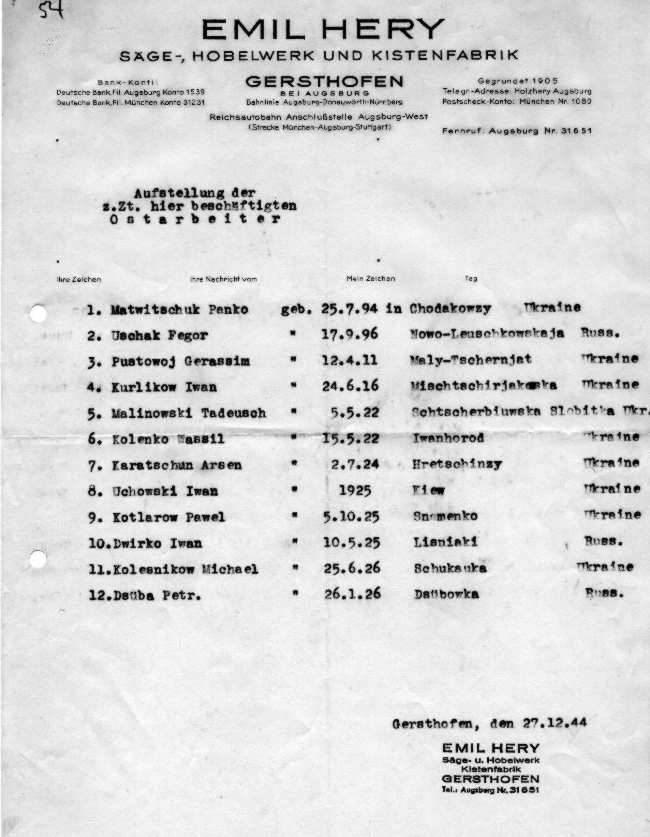 54
EMIL HERY
SÄGE-, HOBELWERK UND KISTENFABRIK
Bank-Konti:
Deutsche Bank, Fil. Augsburg Konto 1539
Deutsche Bank, Fil. München Konto 31231
GERSTHOFEN
BEI AUGSBURG
Bahnlinie Augsburg-Donauwörth-Nürnberg
Reichsautobahn Anschlußstelle Augsburg-West
(Strecke München-Augsburg-Stuttgart)
Gegründet 1905
Telegr.-Adresse: Holzhery Augsburg
Postscheck-Konto: München Nr. 1080
Fernruf: Augsburg Nr. 31651
Aufstellung der
z.Zt. hier beschäftigten
Ostarbeiter
Ihre Zeichen Ihre Nachricht vom Mein Zeichen Tag
1. Matwitschuk Panko geb. 25.7.94 in Chodakowzy Ukraine
2. Uschak Fegor " 17.9.96 Nowo-Leuschkowskaja Russ.
3. Pustowoj Gerassim " 12.4.11 Maly-Tschernjat Ukraine
4. Kurlikow Iwan " 24.6.16 Ukraine
5. Malinowski Tadeusch " 5.5.22 Schtscherbiuwska Slobitka Ukr.
6. Kolenko Wassil " 15.5.22 Iwanhorod Ukraine
7. Karatschun Arsen " 2.7.24 Hretschinzy Ukraine
8. Uchowski Iwan " 1925 Kiew Ukraine
9. Kotlarow Pawel " 5.10.25 Snamenko Ukraine
10. Dwirko Iwan " 10.5.25 Lisniaki Russ.
11. Kolesnikow Michael " 25.6.26 Schukauka Ukraine
12. Dsüba Petr. " 26.1.26 Dsübowka Russ.
Gersthofen, den 27.12.44
EMIL HERY
Säge- u. Hobelwerk
Kistenfabrik
GERSTHOFEN
Tel.: Augsburg Nr. 31651